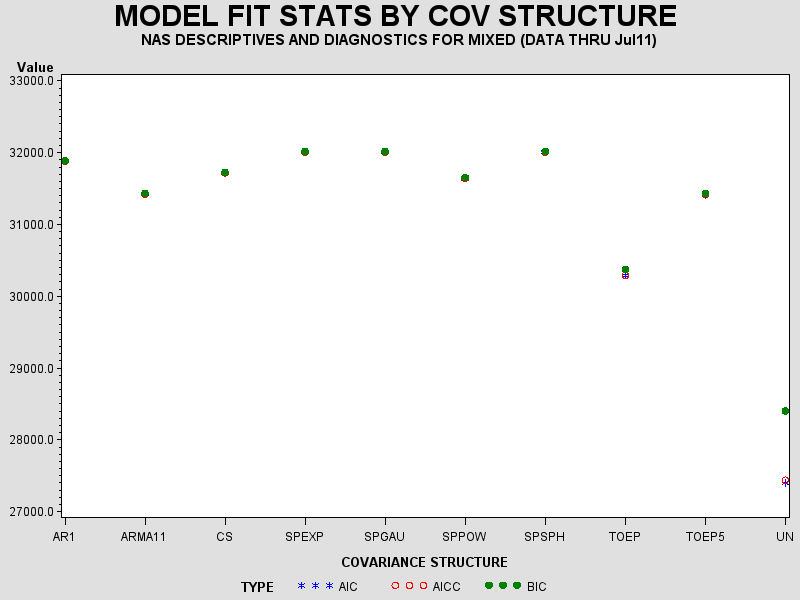 MODEL FIT STATS BY COV STRUCTURE
NAS DESCRIPTIVES AND DIAGNOSTICS FOR MIXED (DATA THRU Jul11)
Value
33000.0
32000.0
31000.0
30000.0
29000.0
28000.0
27000.0
AR1 ARMA11 CS SPEXP SPGAU SPPOW SPSPH TOEP TOEP5 UN
COVARIANCE STRUCTURE
TYPE AIC AICC BIC